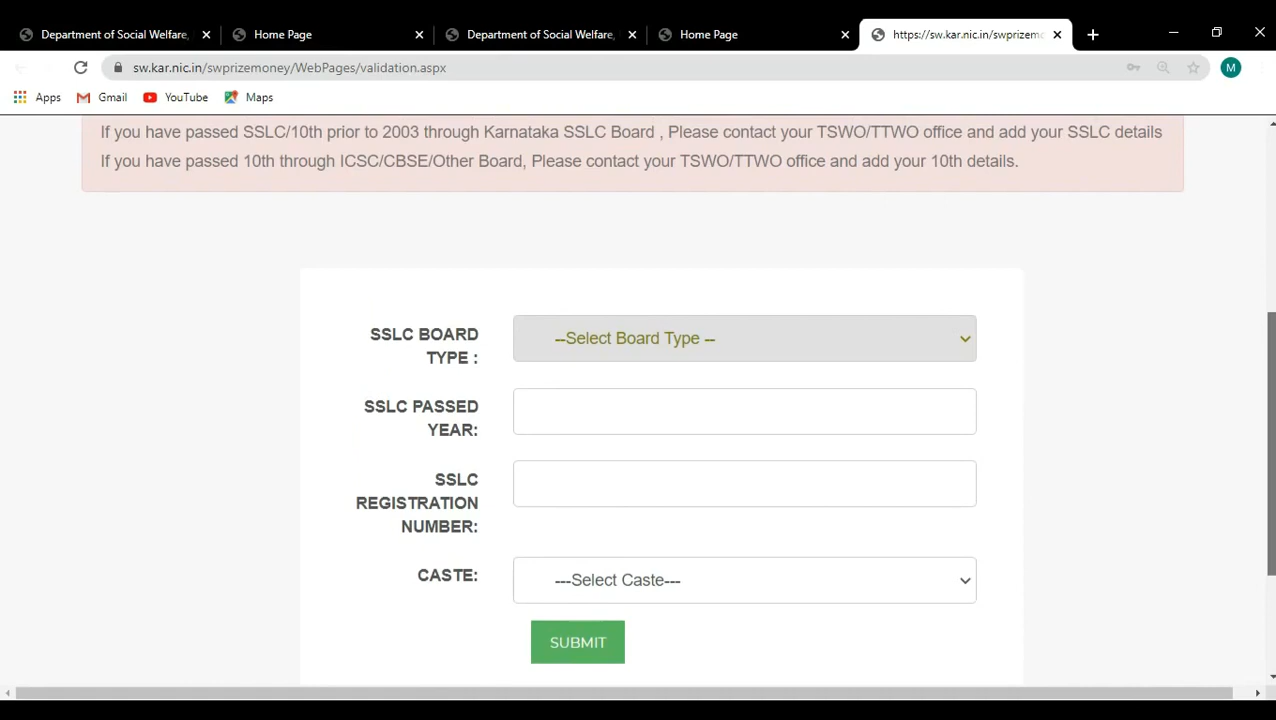 Department of Social Welfare, Home Page Department of Social Welfare, Home Page https://sw.kar.nic.in/swprizemo
sw.kar.nic.in/swprizemoney/WebPages/validation.aspx M
Apps Gmail YouTube Maps
If you have passed SSLC/10th prior to 2003 through Karnataka SSLC Board , Please contact your TSWO/TTWO office and add your SSLC details
If you have passed 10th through ICSC/CBSE/Other Board, Please contact your TSWO/TTWO office and add your 10th details.
SSLC BOARD
TYPE :
--Select Board Type --
SSLC PASSED
YEAR:
SSLC
REGISTRATION
NUMBER:
CASTE:
---Select Caste---
SUBMIT